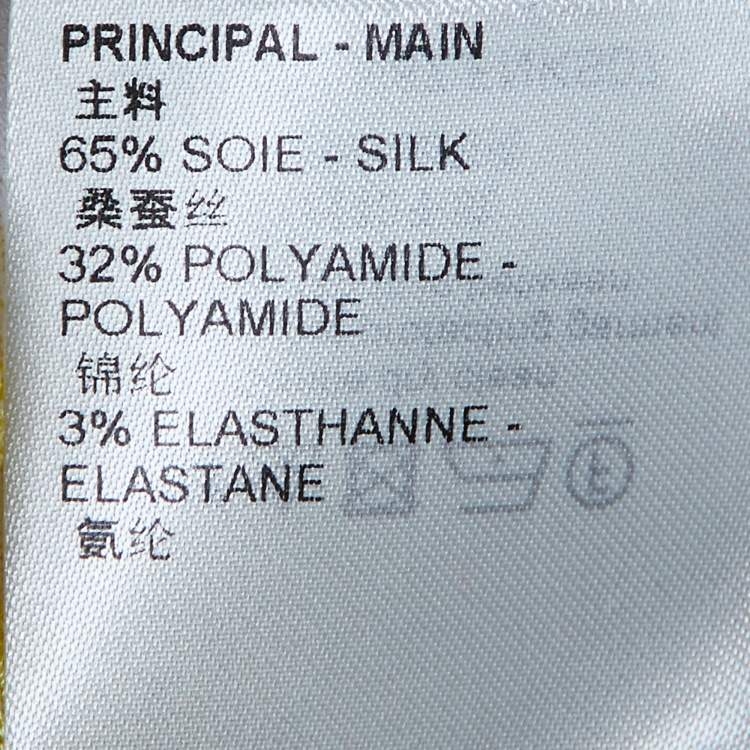 PRINCIPAL - MAIN
主料
65% SOIE - SILK
桑蚕丝
32% POLYAMIDE -
POLYAMIDE
锦纶
3% ELASTHANNE -
ELASTANE
氨纶